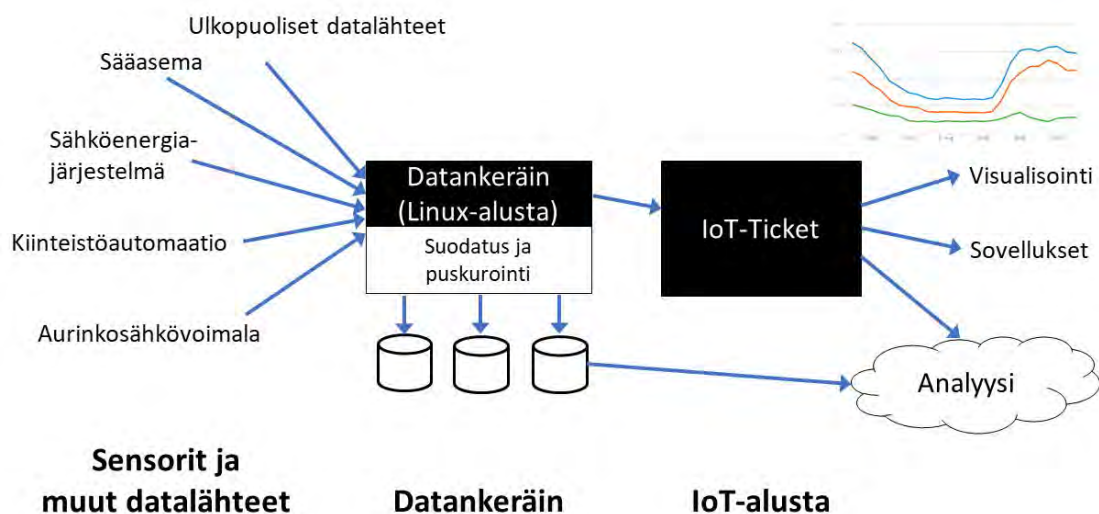 Ulkopuoliset datalähteet
Sääasema
Sähköenergia-
järjestelmä
Kiinteistöautomaatio
Aurinkosähkövoimala
Datankeräin
(Linux-alusta)
Suodatus ja
puskurointi
IoT-Ticket
Visualisointi
Sovellukset
Analyysi
Sensorit ja
muut datalähteet
Datankeräin
IoT-alusta